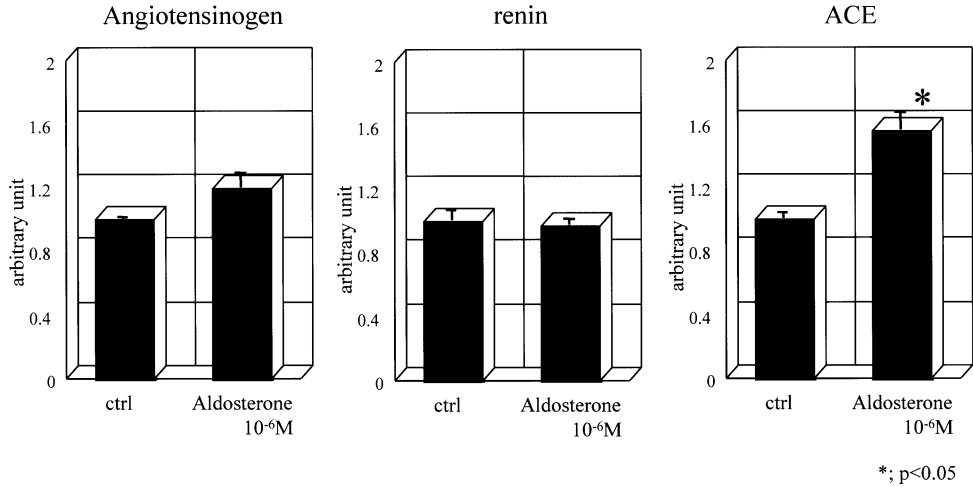 Angiotensinogen
2
1.6
1.2
0.8
0.4
0
arbitrary unit
ctrl
Aldosterone
10⁻⁶M
renin
2
1.6
1.2
0.8
0.4
0
arbitrary unit
ctrl
Aldosterone
10⁻⁶M
ACE
2
1.6
1.2
0.8
0.4
0
arbitrary unit
*
ctrl
Aldosterone
10⁻⁶M
*; p<0.05